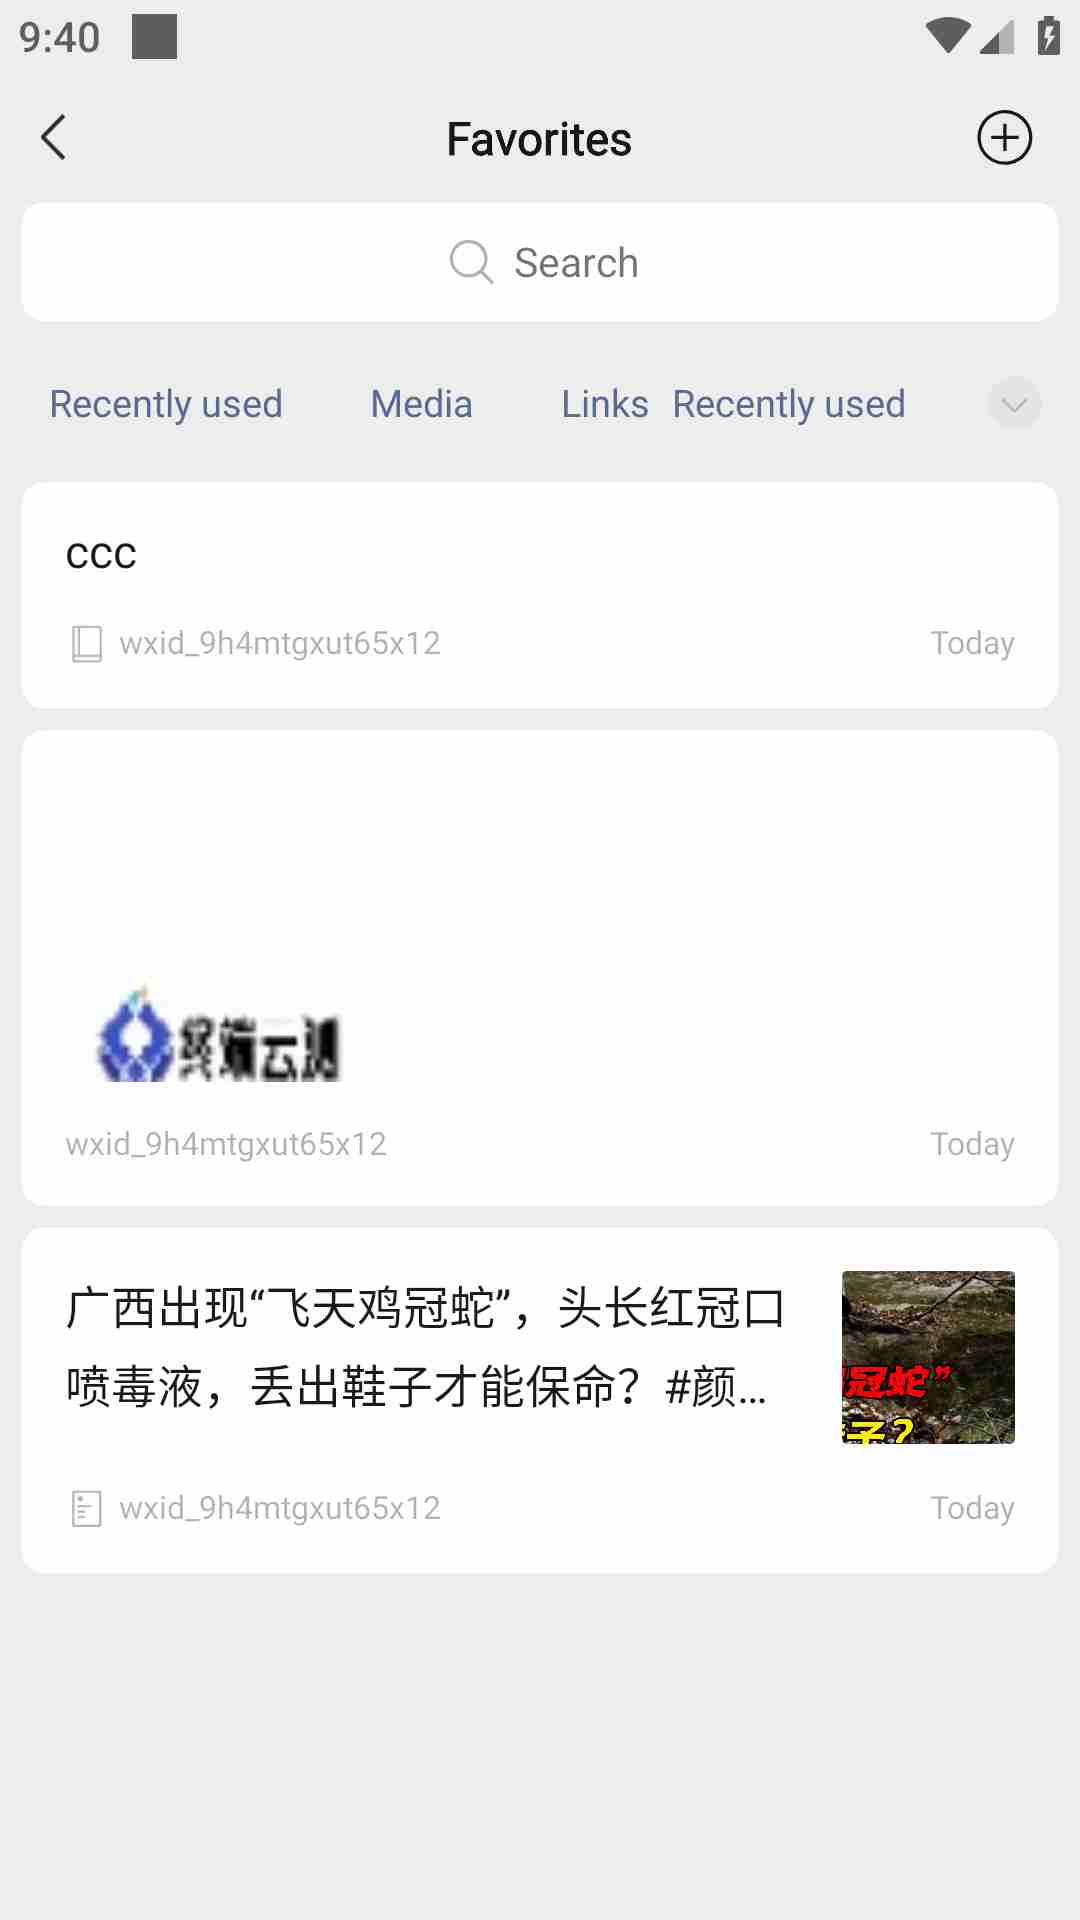 9:40
Favorites
Search
Recently used Media Links Recently used
ccc
wxid_9h4mtgxut65x12 Today
终端云测
wxid_9h4mtgxut65x12 Today
广西出现“飞天鸡冠蛇”，头长红冠口
喷毒液，丢出鞋子才能保命？#颜...
冠蛇”
子？
wxid_9h4mtgxut65x12 Today